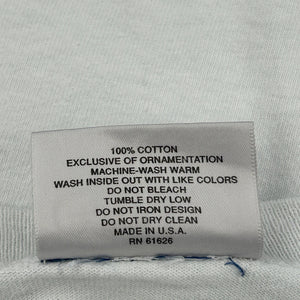 100% COTTON
EXCLUSIVE OF ORNAMENTATION
MACHINE-WASH WARM
WASH INSIDE OUT WITH LIKE COLORS
DO NOT BLEACH
TUMBLE DRY LOW
DO NOT IRON DESIGN
DO NOT DRY CLEAN
MADE IN U.S.A.
RN 61626